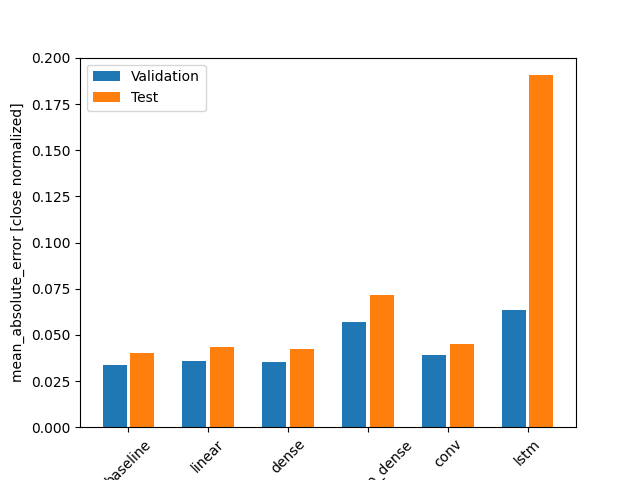 mean_absolute_error [close normalized]
0.200
0.175
0.150
0.125
0.100
0.075
0.050
0.025
0.000
Validation
Test
baseline
linear
dense
_dense
conv
lstm